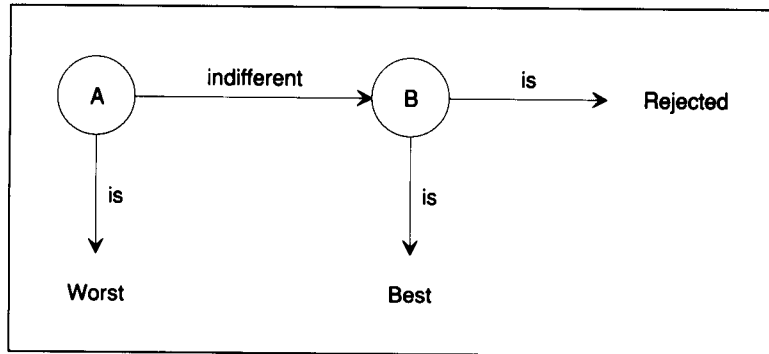 indifferent
is
A
B
Rejected
is
is
Worst
Best